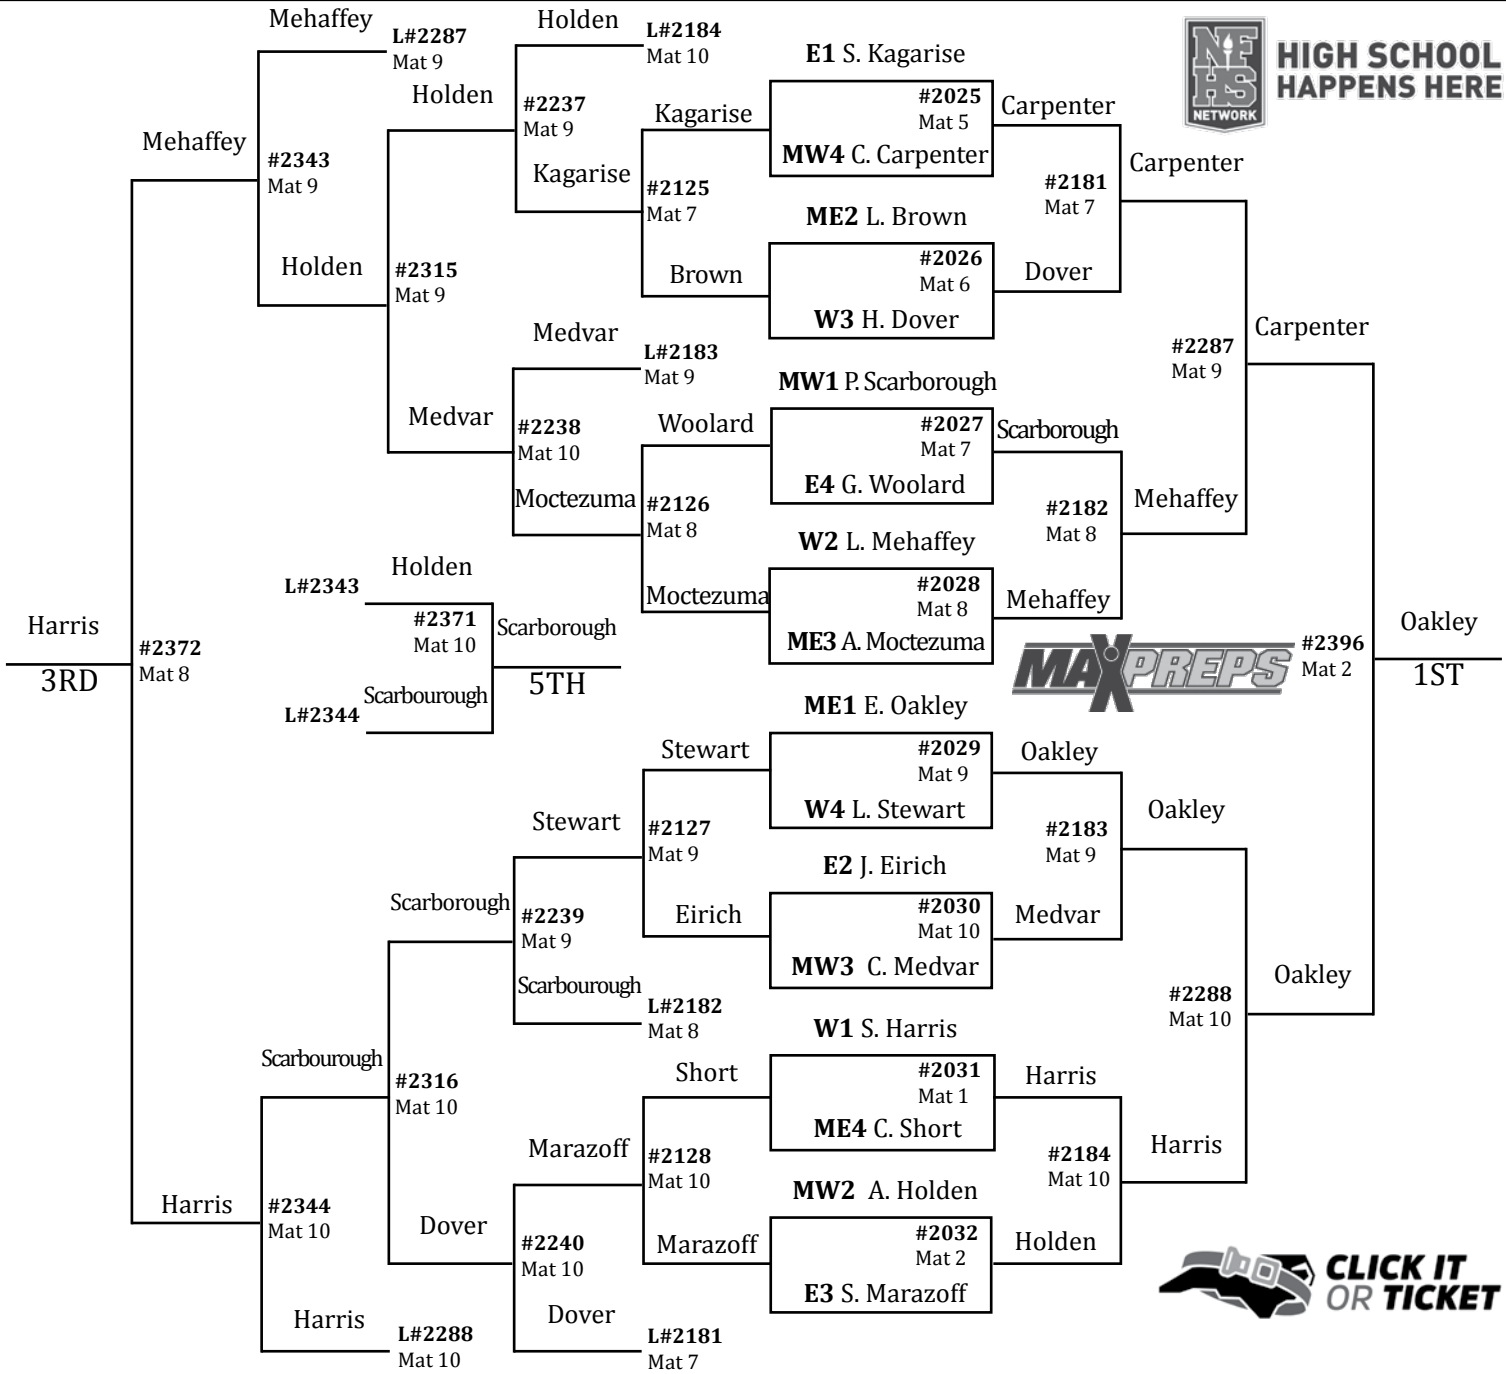 Mehaffey
L#2287
Mat 9
Holden
L#2184
Mat 10
E1 S. Kagarise
NFHS
NETWORK
HIGH SCHOOL
HAPPENS HERE
Holden
#2237
Mat 9
Kagarise
#2025
Mat 5
Carpenter
MW4 C. Carpenter
Mehaffey
#2343
Mat 9
Kagarise
#2125
Mat 7
#2181
Mat 7
Carpenter
ME2 L. Brown
Holden
#2315
Mat 9
Brown
#2026
Mat 6
Dover
W3 H. Dover
Medvar
L#2183
Mat 9
#2287
Mat 9
Carpenter
MW1 P. Scarborough
Medvar
#2238
Mat 10
Woolard
#2027
Mat 7
Scarborough
E4 G. Woolard
Moctezuma
#2126
Mat 8
#2182
Mat 8
Mehaffey
W2 L. Mehaffey
Holden
L#2343
Moctezuma
#2028
Mat 8
Mehaffey
ME3 A. Moctezuma
#2371
Mat 10
Scarborough
5TH
Harris
3RD
#2372
Mat 8
Scarbourough
L#2344
MAXPREPS
#2396
Mat 2
Oakley
1ST
ME1 E. Oakley
Stewart
#2029
Mat 9
Oakley
W4 L. Stewart
Stewart
#2127
Mat 9
#2183
Mat 9
Oakley
E2 J. Eirich
Scarborough
#2239
Mat 9
Eirich
#2030
Mat 10
Medvar
MW3 C. Medvar
Scarbourough
L#2182
Mat 8
#2288
Mat 10
Oakley
W1 S. Harris
Scarbourough
#2316
Mat 10
Short
#2031
Mat 1
Harris
ME4 C. Short
Marazoff
#2128
Mat 10
#2184
Mat 10
Harris
MW2 A. Holden
Harris
#2344
Mat 10
Dover
#2240
Mat 10
Marazoff
#2032
Mat 2
Holden
E3 S. Marazoff
Harris
L#2288
Mat 10
Dover
L#2181
Mat 7
CLICK IT
OR TICKET